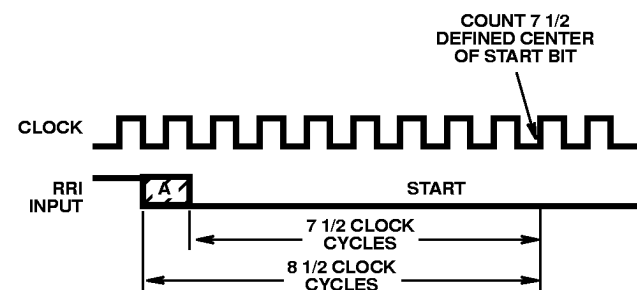 COUNT 7 1/2
DEFINED CENTER
OF START BIT
CLOCK
RRI
INPUT
A
START
7 1/2 CLOCK
CYCLES
8 1/2 CLOCK
CYCLES